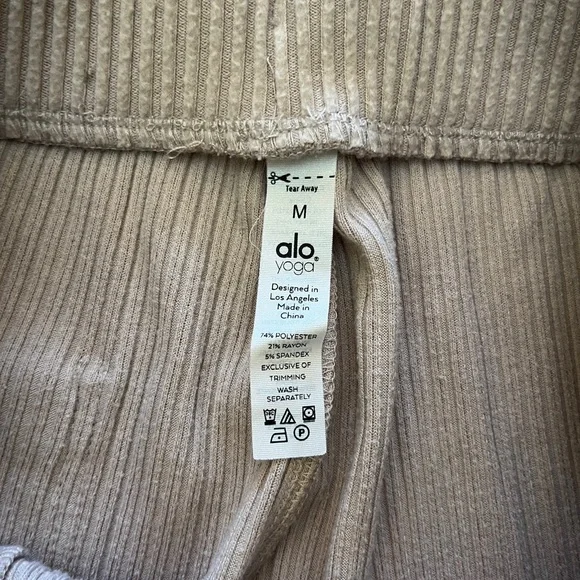 Tear Away
M
alo®
yoga
Designed in
Los Angeles
Made in
China
74% POLYESTER
21% RAYON
5% SPANDEX
EXCLUSIVE OF
TRIMMING
WASH
SEPARATELY
P